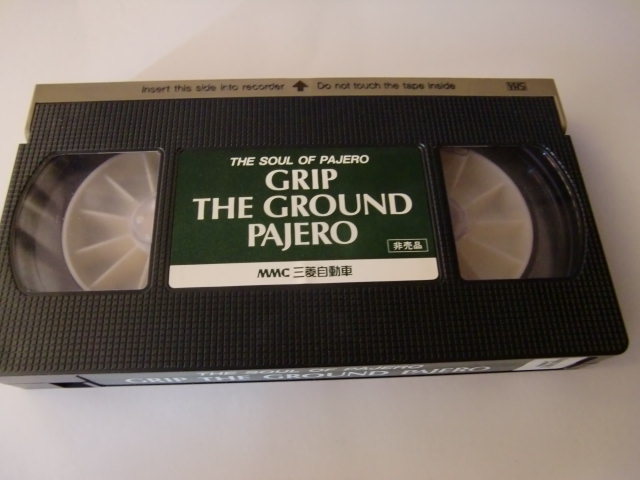 Insert this side into recorder ↑ Do not touch the tape inside VHS
THE SOUL OF PAJERO
GRIP
THE GROUND
PAJERO
非売品
MMC 三菱自動車
THE SOUL OF PAJERO
GRIP THE GROUND PAJERO